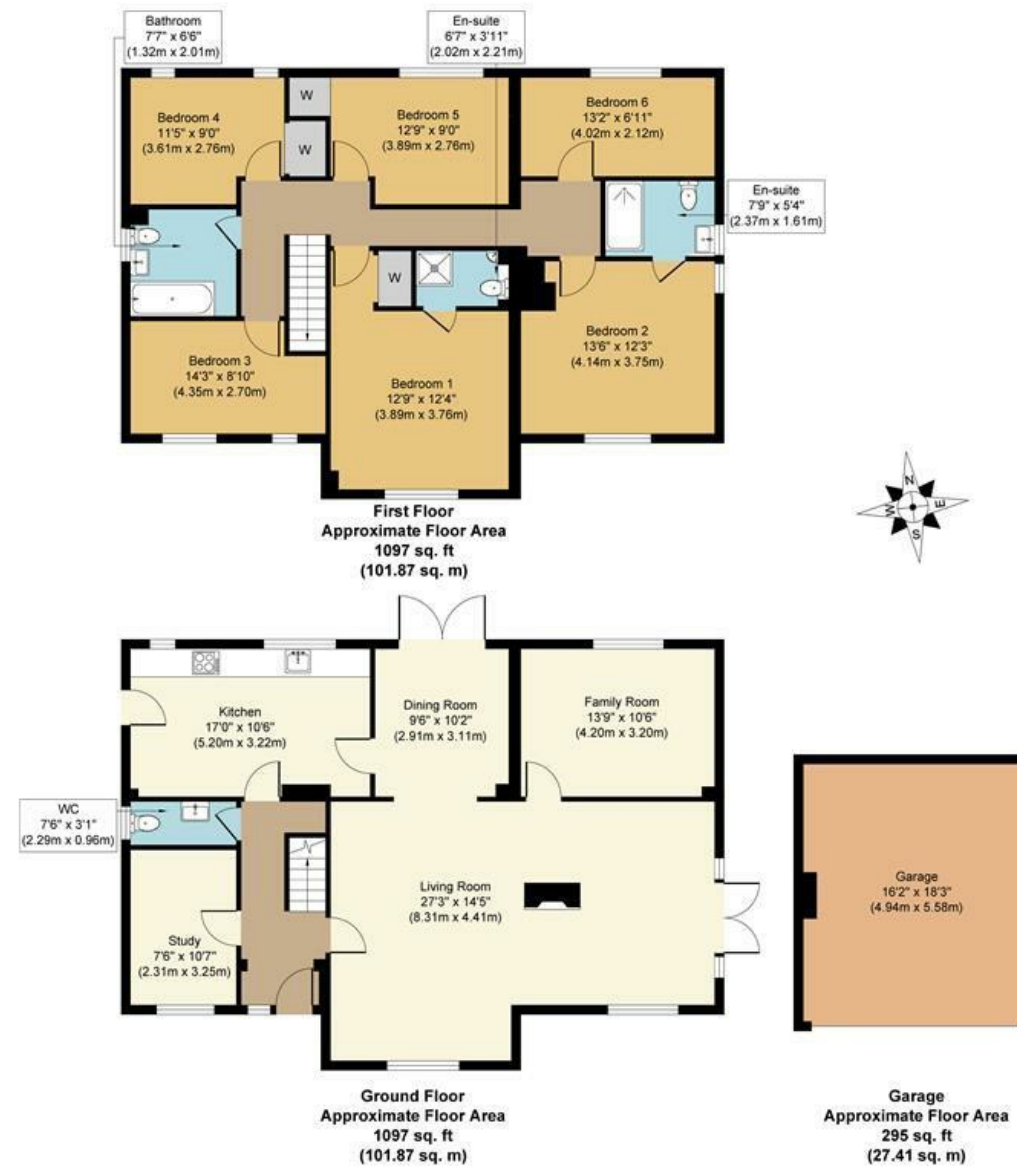 Bathroom
7'7" x 6'6"
(1.32m x 2.01m)
En-suite
6'7" x 3'11"
(2.02m x 2.21m)
Bedroom 4
11'5" x 9'0"
(3.61m x 2.76m)
W
W
Bedroom 5
12'9" x 9'0"
(3.89m x 2.76m)
Bedroom 6
13'2" x 6'11"
(4.02m x 2.12m)
En-suite
7'9" x 5'4"
(2.37m x 1.61m)
W
Bedroom 3
14'3" x 8'10"
(4.35m x 2.70m)
Bedroom 1
12'9" x 12'4"
(3.89m x 3.76m)
Bedroom 2
13'6" x 12'3"
(4.14m x 3.75m)
First Floor
Approximate Floor Area
1097 sq. ft
(101.87 sq. m)
N
W
E
S
Kitchen
17'0" x 10'6"
(5.20m x 3.22m)
Dining Room
9'6" x 10'2"
(2.91m x 3.11m)
Family Room
13'9" x 10'6"
(4.20m x 3.20m)
WC
7'6" x 3'1"
(2.29m x 0.96m)
Living Room
27'3" x 14'5"
(8.31m x 4.41m)
Study
7'6" x 10'7"
(2.31m x 3.25m)
Garage
16'2" x 18'3"
(4.94m x 5.58m)
Ground Floor
Approximate Floor Area
1097 sq. ft
(101.87 sq. m)
Garage
Approximate Floor Area
295 sq. ft
(27.41 sq. m)